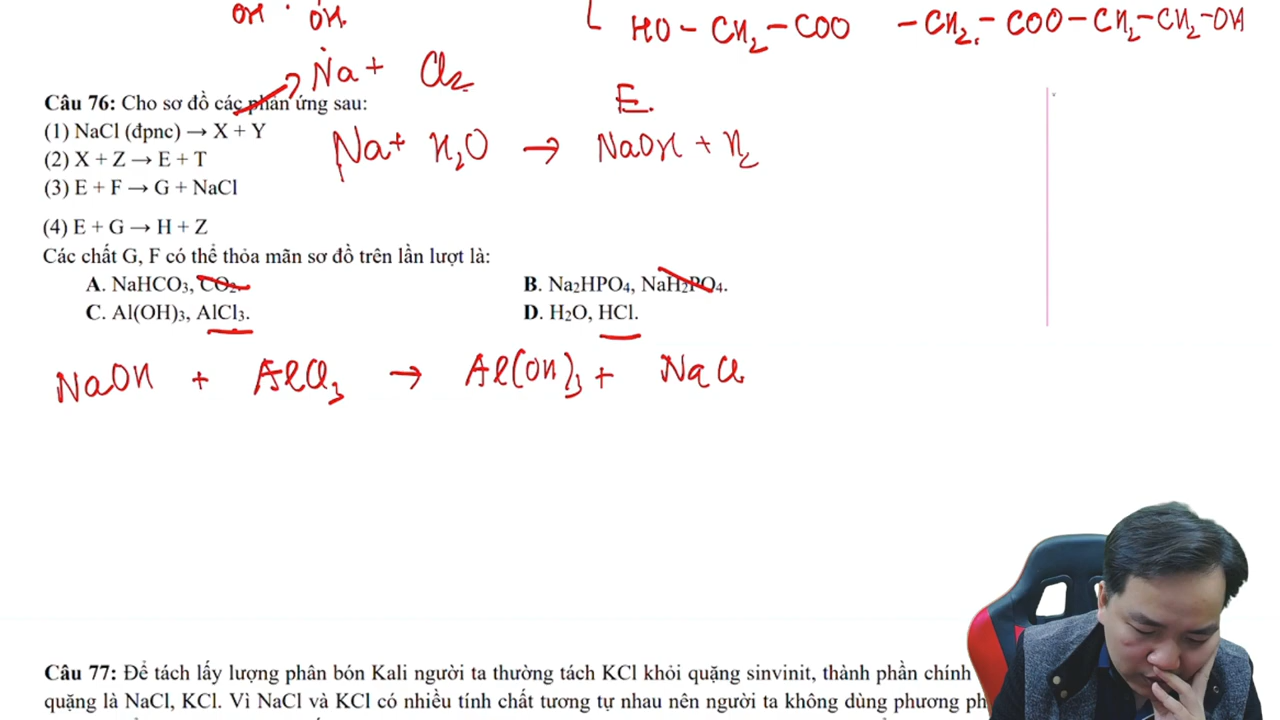 OH . OH
HO - CH2 - COO - CH2 - COO - CH2 - CH2 - OH
Na + Cl2
Câu 76: Cho sơ đồ các phản ứng sau:
E.
(1) NaCl (đpnc) → X + Y
Na + H2O → NaOH + H2
(2) X + Z → E + T
(3) E + F → G + NaCl
(4) E + G → H + Z
Các chất G, F có thể thỏa mãn sơ đồ trên lần lượt là:
A. NaHCO₃, CO₂. B. Na₂HPO₄, NaH₂PO₄.
C. Al(OH)₃, AlCl₃. D. H₂O, HCl.
NaOH + AlCl3 → Al(OH)3 + NaCl
Câu 77: Để tách lấy lượng phân bón Kali người ta thường tách KCl khỏi quặng sinvinit, thành phần chính
quặng là NaCl, KCl. Vì NaCl và KCl có nhiều tính chất tương tự nhau nên người ta không dùng phương